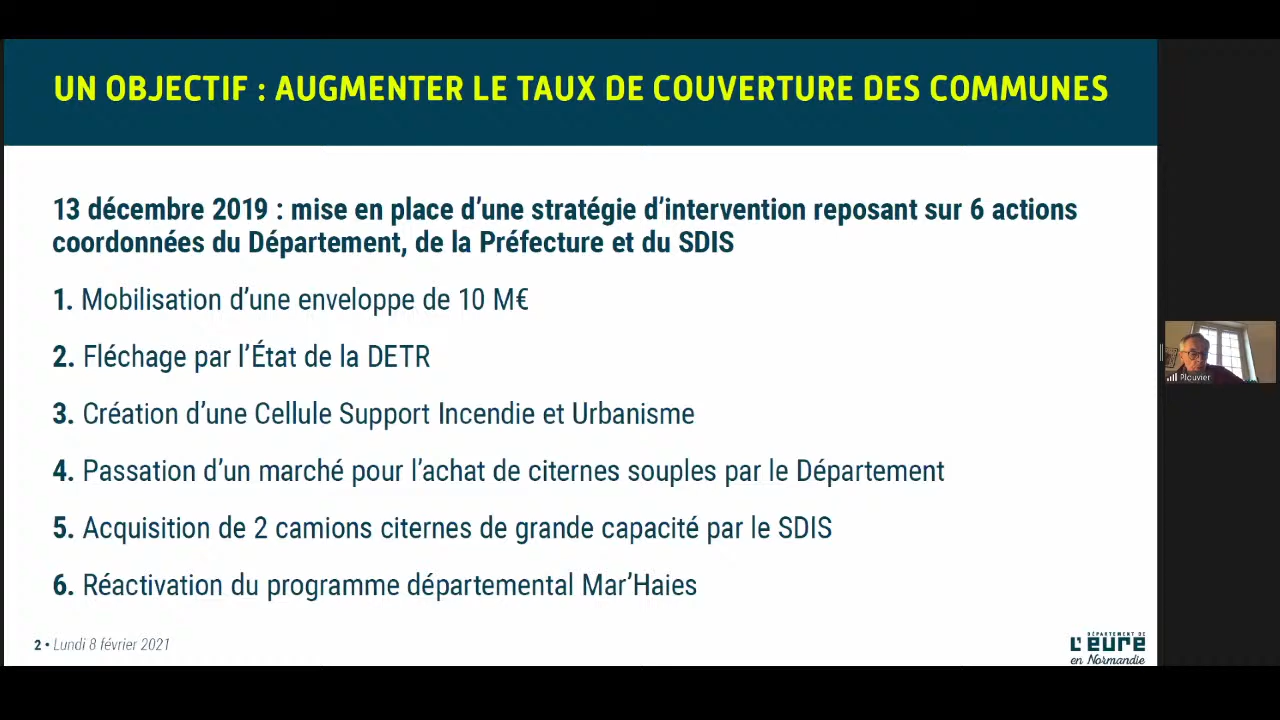 UN OBJECTIF : AUGMENTER LE TAUX DE COUVERTURE DES COMMUNES
13 décembre 2019 : mise en place d’une stratégie d’intervention reposant sur 6 actions
coordonnées du Département, de la Préfecture et du SDIS
1. Mobilisation d’une enveloppe de 10 M€
2. Fléchage par l’État de la DETR
3. Création d’une Cellule Support Incendie et Urbanisme
4. Passation d’un marché pour l’achat de citernes souples par le Département
5. Acquisition de 2 camions citernes de grande capacité par le SDIS
6. Réactivation du programme départemental Mar’Haies
2 • Lundi 8 février 2021
DÉPARTEMENT DE
L’EURE
en Normandie
Plouvier